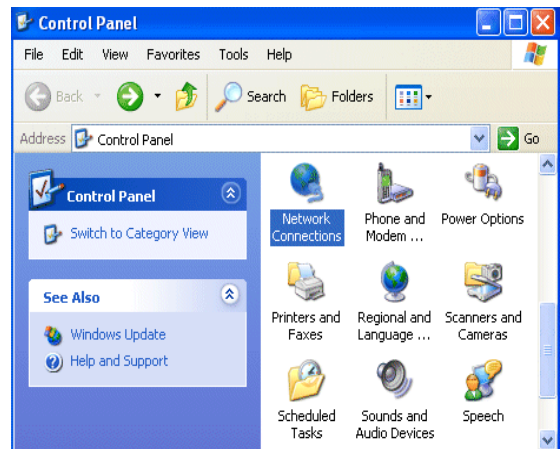 Control Panel
File Edit View Favorites Tools Help
Back Search Folders
Address Control Panel Go
Control Panel
Switch to Category View
See Also
Windows Update
Help and Support
Network Connections
Phone and Modem ...
Power Options
Printers and Faxes
Regional and Language ...
Scanners and Cameras
Scheduled Tasks
Sounds and Audio Devices
Speech